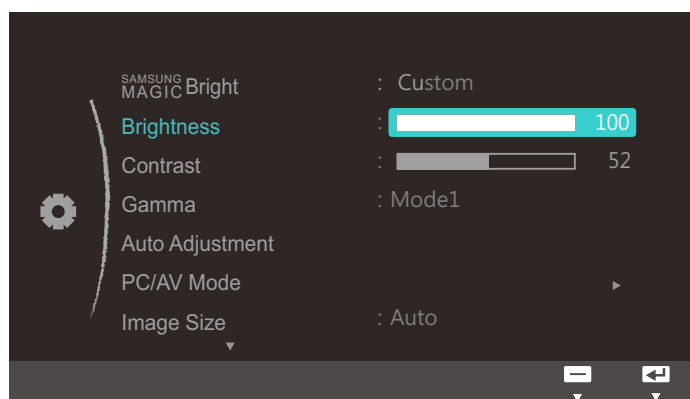 SAMSUNG MAGIC Bright : Custom
Brightness : 100
Contrast : 52
Gamma : Mode1
Auto Adjustment
PC/AV Mode
Image Size : Auto